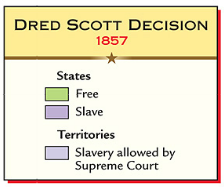 DRED SCOTT DECISION
1857
States
Free
Slave
Territories
Slavery allowed by
Supreme Court